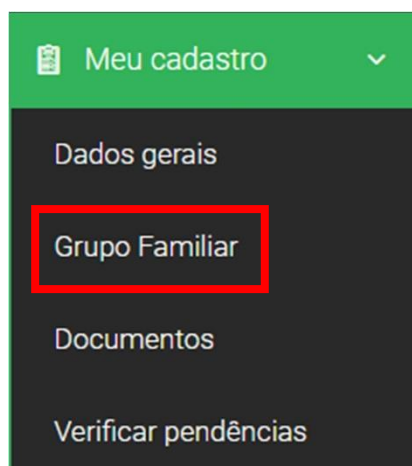 Meu cadastro
Dados gerais
Grupo Familiar
Documentos
Verificar pendências